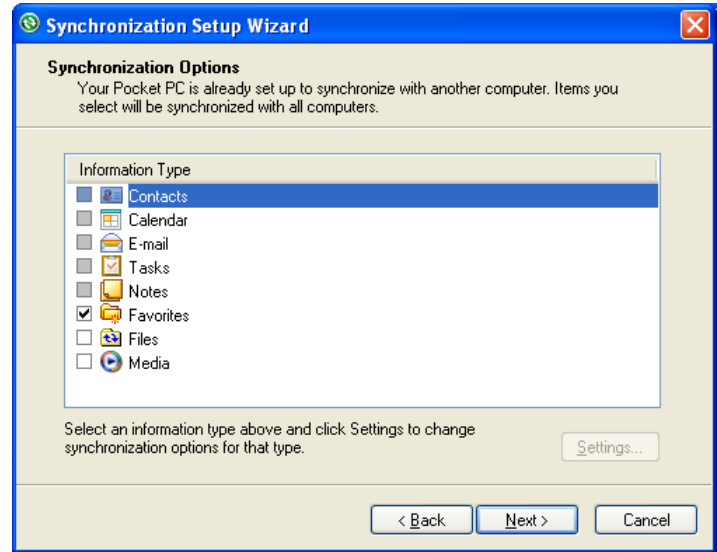 Synchronization Setup Wizard
Synchronization Options
Your Pocket PC is already set up to synchronize with another computer. Items you
select will be synchronized with all computers.
Information Type
Contacts
Calendar
E-mail
Tasks
Notes
Favorites
Files
Media
Select an information type above and click Settings to change
synchronization options for that type.
Settings...
< Back
Next >
Cancel